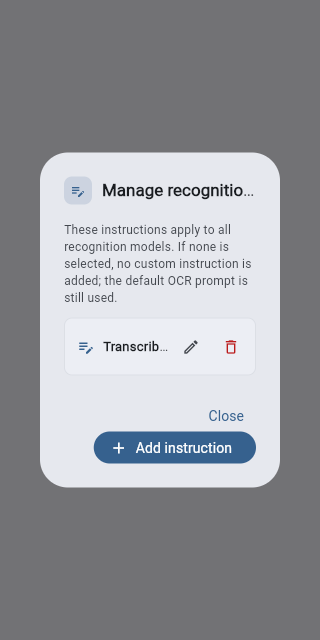 Manage recognitio...
These instructions apply to all
recognition models. If none is
selected, no custom instruction is
added; the default OCR prompt is
still used.
Transcrib...
Close
Add instruction